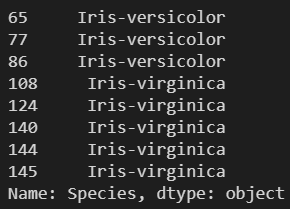 65     Iris-versicolor
77     Iris-versicolor
86     Iris-versicolor
108     Iris-virginica
124     Iris-virginica
140     Iris-virginica
144     Iris-virginica
145     Iris-virginica
Name: Species, dtype: object